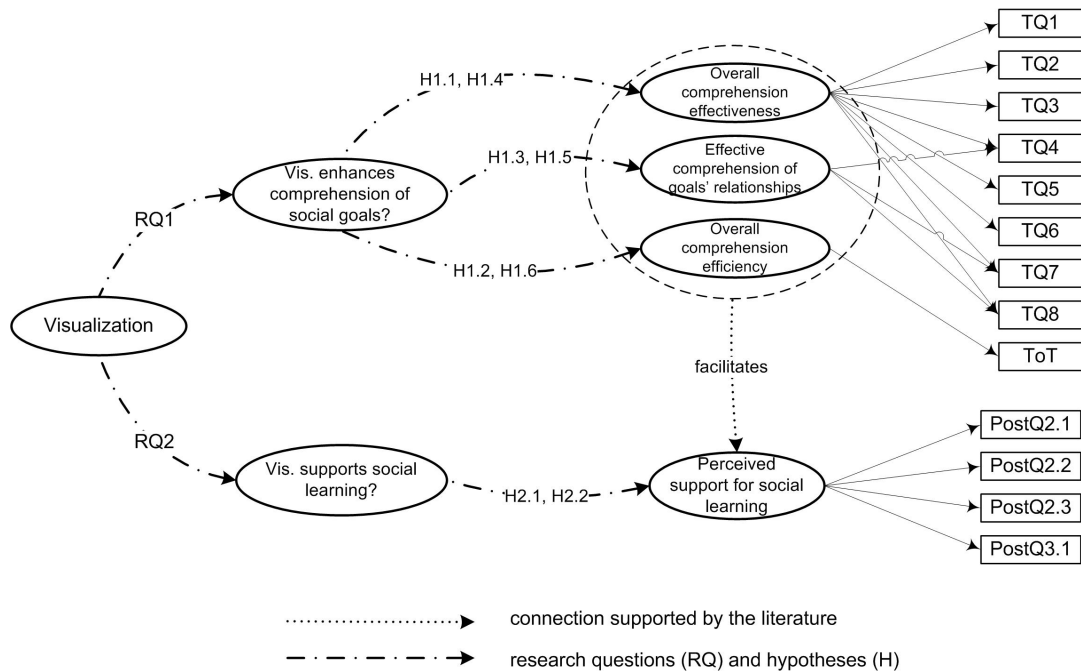 TQ1
TQ2
TQ3
TQ4
TQ5
TQ6
TQ7
TQ8
ToT
H1.1, H1.4
Overall
comprehension
effectiveness
Vis. enhances
comprehension of
social goals?
H1.3, H1.5
Effective
comprehension of
goals' relationships
RQ1
H1.2, H1.6
Overall
comprehension
efficiency
Visualization
facilitates
RQ2
Vis. supports social
learning?
H2.1, H2.2
Perceived
support for social
learning
PostQ2.1
PostQ2.2
PostQ2.3
PostQ3.1
connection supported by the literature
research questions (RQ) and hypotheses (H)